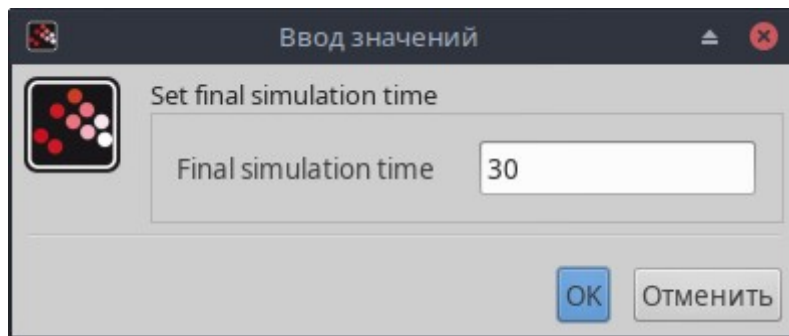 Ввод значений
Set final simulation time
Final simulation time 30
OK Отменить